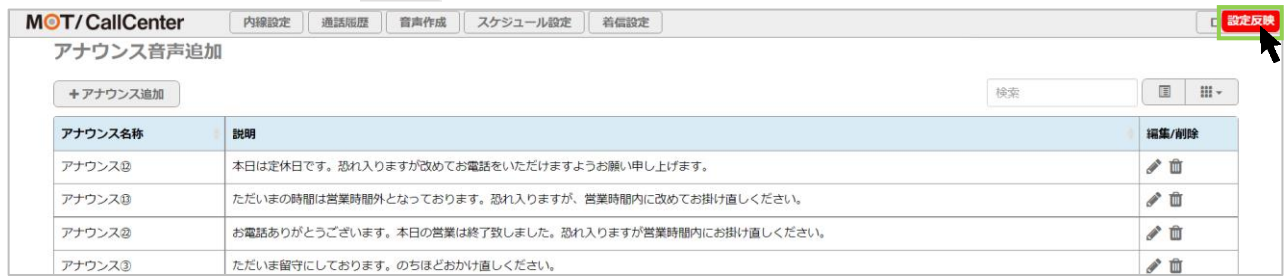 MOT/CallCenter 内線設定 通話履歴 音声作成 スケジュール設定 着信設定 設定反映
アナウンス音声追加
+アナウンス追加 検索
アナウンス名称 説明 編集/削除
アナウンス⑫ 本日は定休日です。恐れ入りますが改めてお電話をいただけますようお願い申し上げます。
アナウンス⑬ ただいまの時間は営業時間外となっております。恐れ入りますが、営業時間内に改めてお掛け直しください。
アナウンス㉒ お電話ありがとうございます。本日の営業は終了致しました。恐れ入りますが営業時間内にお掛け直しください。
アナウンス③ ただいま留守にしております。のちほどおかけ直しください。